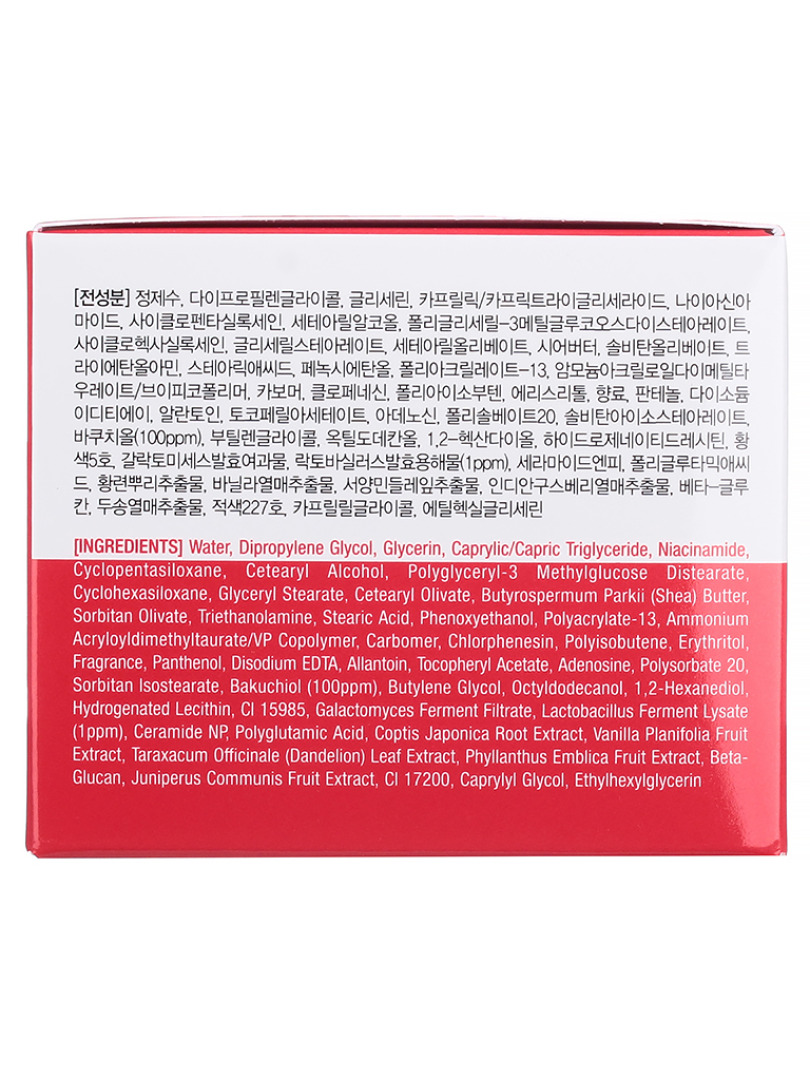 [전성분] 정제수, 다이프로필렌글라이콜, 글리세린, 카프릴릭/카프릭트라이글리세라이드, 나이아신아
마이드, 사이클로펜타실록세인, 세테아릴알코올, 폴리글리세릴-3메틸글루코오스다이스테아레이트,
사이클로헥사실록세인, 글리세릴스테아레이트, 세테아릴올리베이트, 시어버터, 솔비탄올리베이트, 트
라이에탄올아민, 스테아릭애씨드, 페녹시에탄올, 폴리아크릴레이트-13, 암모늄아크릴로일다이메틸타
우레이트/브이피코폴리머, 카보머, 클로페네신, 폴리아이소부텐, 에리스리톨, 향료, 판테놀, 다이소듐
이디티에이, 알란토인, 토코페릴아세테이트, 아데노신, 폴리솔베이트20, 솔비탄아이소스테아레이트,
바쿠치올(100ppm), 부틸렌글라이콜, 옥틸도데칸올, 1,2-헥산다이올, 하이드로제네이티드레시틴, 황
색5호, 갈락토미세스발효여과물, 락토바실러스발효용해물(1ppm), 세라마이드엔피, 폴리글루타믹애씨
드, 황련뿌리추출물, 바닐라열매추출물, 서양민들레잎추출물, 인디안구스베리열매추출물, 베타-글루
칸, 두송열매추출물, 적색227호, 카프릴릴글라이콜, 에틸헥실글리세린
[INGREDIENTS] Water, Dipropylene Glycol, Glycerin, Caprylic/Capric Triglyceride, Niacinamide,
Cyclopentasiloxane, Cetearyl Alcohol, Polyglyceryl-3 Methylglucose Distearate,
Cyclohexasiloxane, Glyceryl Stearate, Cetearyl Olivate, Butyrospermum Parkii (Shea) Butter,
Sorbitan Olivate, Triethanolamine, Stearic Acid, Phenoxyethanol, Polyacrylate-13, Ammonium
Acryloyldimethyltaurate/VP Copolymer, Carbomer, Chlorphenesin, Polyisobutene, Erythritol,
Fragrance, Panthenol, Disodium EDTA, Allantoin, Tocopheryl Acetate, Adenosine, Polysorbate 20,
Sorbitan Isostearate, Bakuchiol (100ppm), Butylene Glycol, Octyldodecanol, 1,2-Hexanediol,
Hydrogenated Lecithin, CI 15985, Galactomyces Ferment Filtrate, Lactobacillus Ferment Lysate
(1ppm), Ceramide NP, Polyglutamic Acid, Coptis Japonica Root Extract, Vanilla Planifolia Fruit
Extract, Taraxacum Officinale (Dandelion) Leaf Extract, Phyllanthus Emblica Fruit Extract, Beta-
Glucan, Juniperus Communis Fruit Extract, CI 17200, Caprylyl Glycol, Ethylhexylglycerin